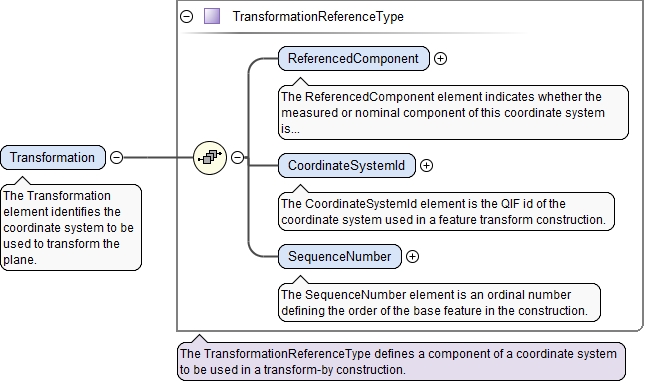 TransformationReferenceType
ReferencedComponent
The ReferencedComponent element indicates whether the
measured or nominal component of this coordinate system
is...
Transformation
The Transformation
element identifies the
coordinate system to be
used to transform the
plane.
CoordinateSystemId
The CoordinateSystemId element is the QIF id of the
coordinate system used in a feature transform construction.
SequenceNumber
The SequenceNumber element is an ordinal number
defining the order of the base feature in the construction.
The TransformationReferenceType defines a component of a coordinate system
to be used in a transform-by construction.